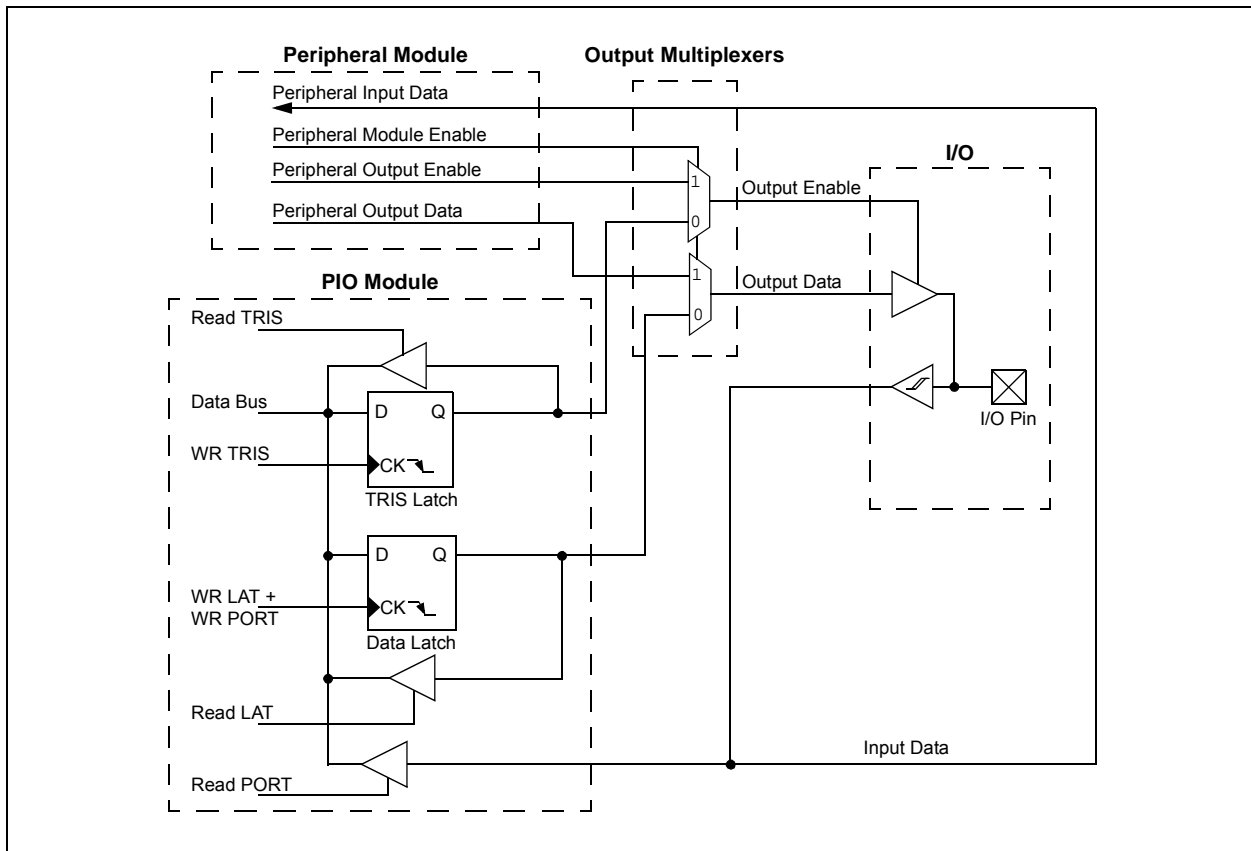 Peripheral Module
Output Multiplexers
Peripheral Input Data
Peripheral Module Enable
Peripheral Output Enable
Peripheral Output Data
1
0
Output Enable
1
0
Output Data
I/O
I/O Pin
PIO Module
Read TRIS
Data Bus
D Q
WR TRIS
CK
TRIS Latch
D Q
WR LAT +
WR PORT
CK
Data Latch
Read LAT
Read PORT
Input Data